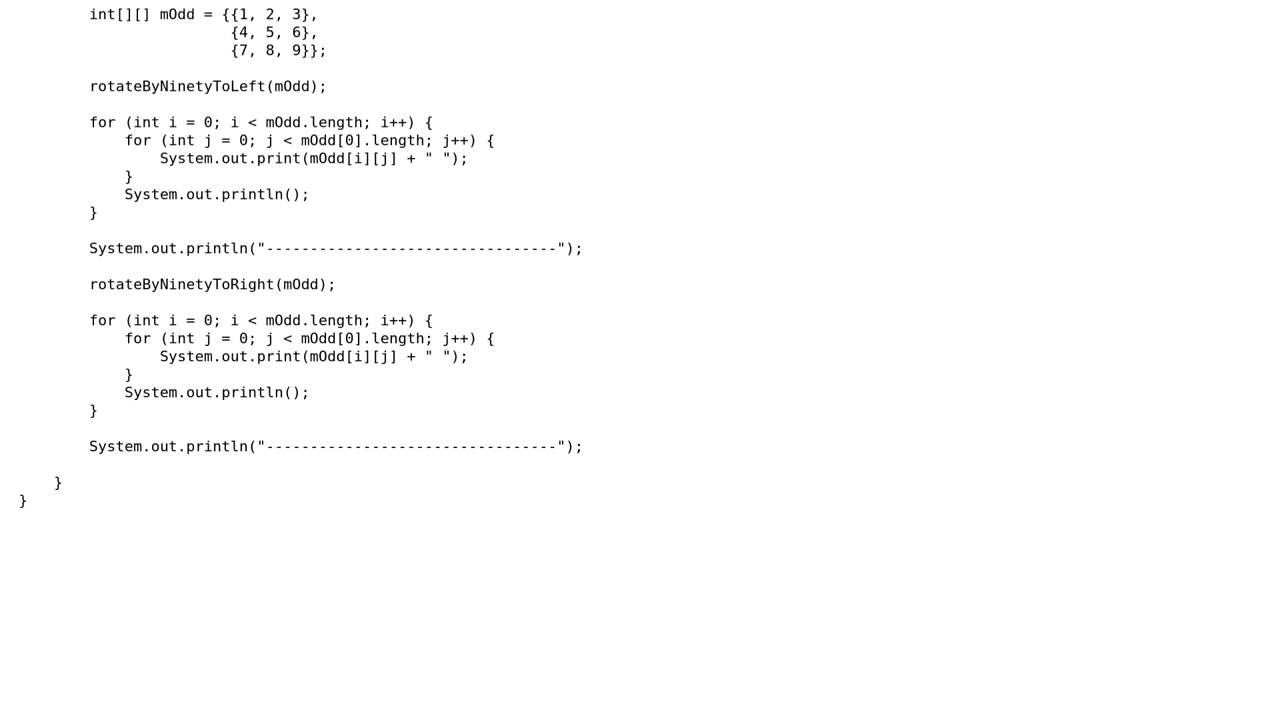 int[][] mOdd = {{1, 2, 3},
{4, 5, 6},
{7, 8, 9}};
rotateByNinetyToLeft(mOdd);
for (int i = 0; i < mOdd.length; i++) {
for (int j = 0; j < mOdd[0].length; j++) {
System.out.print(mOdd[i][j] + " ");
}
System.out.println();
}
System.out.println("---------------------------------");
rotateByNinetyToRight(mOdd);
for (int i = 0; i < mOdd.length; i++) {
for (int j = 0; j < mOdd[0].length; j++) {
System.out.print(mOdd[i][j] + " ");
}
System.out.println();
}
System.out.println("---------------------------------");
}
}